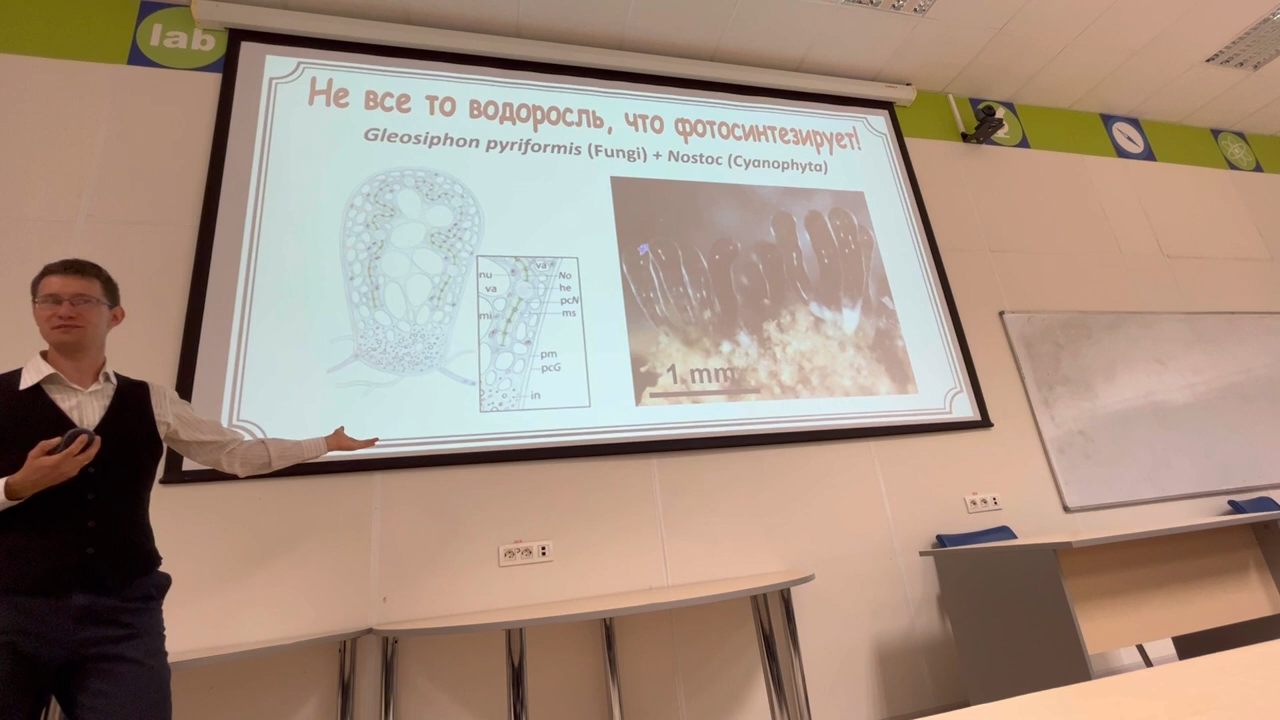 lab
Не все то водоросль, что фотосинтезирует!
Gleosiphon pyriformis (Fungi) + Nostoc (Cyanophyta)
nu
va
No
va
he
pcN
mi
ms
pm
pcG
in
1 mm